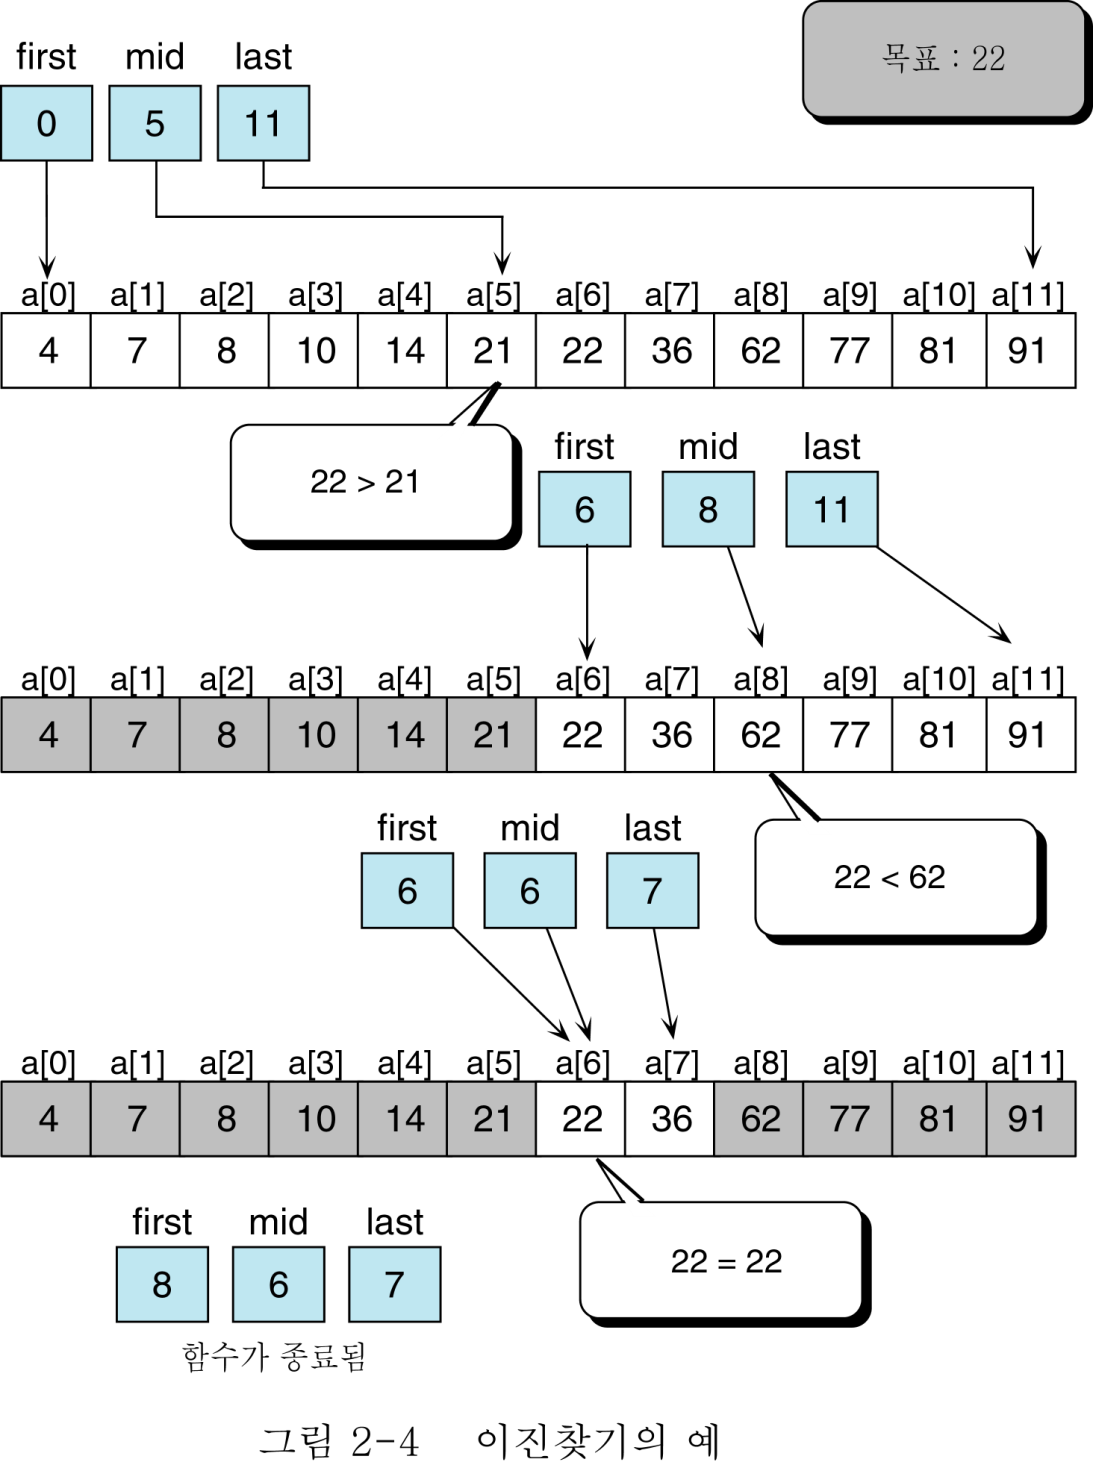 목표 : 22
first mid last
0 5 11
a[0] a[1] a[2] a[3] a[4] a[5] a[6] a[7] a[8] a[9] a[10] a[11]
4 7 8 10 14 21 22 36 62 77 81 91
22 > 21
first mid last
6 8 11
a[0] a[1] a[2] a[3] a[4] a[5] a[6] a[7] a[8] a[9] a[10] a[11]
4 7 8 10 14 21 22 36 62 77 81 91
22 < 62
first mid last
6 6 7
a[0] a[1] a[2] a[3] a[4] a[5] a[6] a[7] a[8] a[9] a[10] a[11]
4 7 8 10 14 21 22 36 62 77 81 91
22 = 22
first mid last
8 6 7
함수가 종료됨
그림 2-4 이진찾기의 예